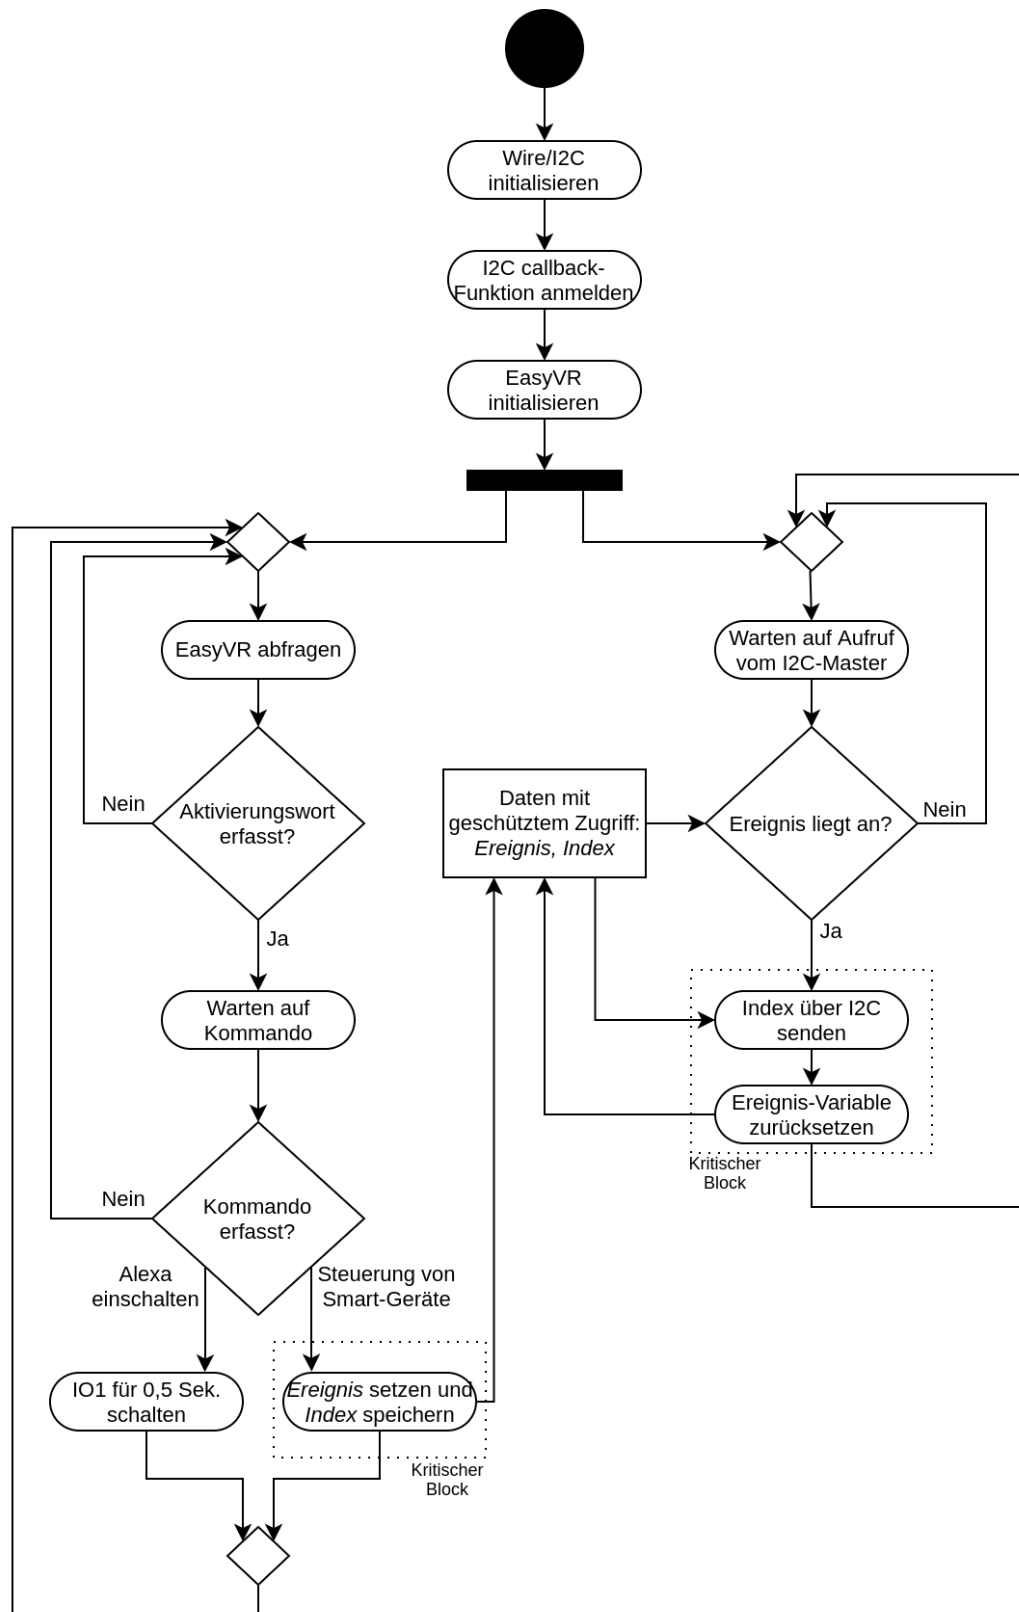 Wire/I2C
initialisieren
I2C callback-
Funktion anmelden
EasyVR
initialisieren
EasyVR abfragen
Warten auf Aufruf
vom I2C-Master
Aktivierungswort
erfasst?
Nein
Ja
Daten mit
geschütztem Zugriff:
Ereignis, Index
Ereignis liegt an?
Nein
Ja
Warten auf
Kommando
Index über I2C
senden
Ereignis-Variable
zurücksetzen
Kritischer
Block
Kommando
erfasst?
Nein
Alexa
einschalten
Steuerung von
Smart-Geräte
IO1 für 0,5 Sek.
schalten
Ereignis setzen und
Index speichern
Kritischer
Block